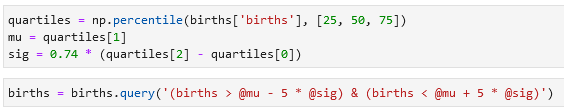 quartiles = np.percentile(births['births'], [25, 50, 75])
mu = quartiles[1]
sig = 0.74 * (quartiles[2] - quartiles[0])
births = births.query('(births > @mu - 5 * @sig) & (births < @mu + 5 * @sig)')